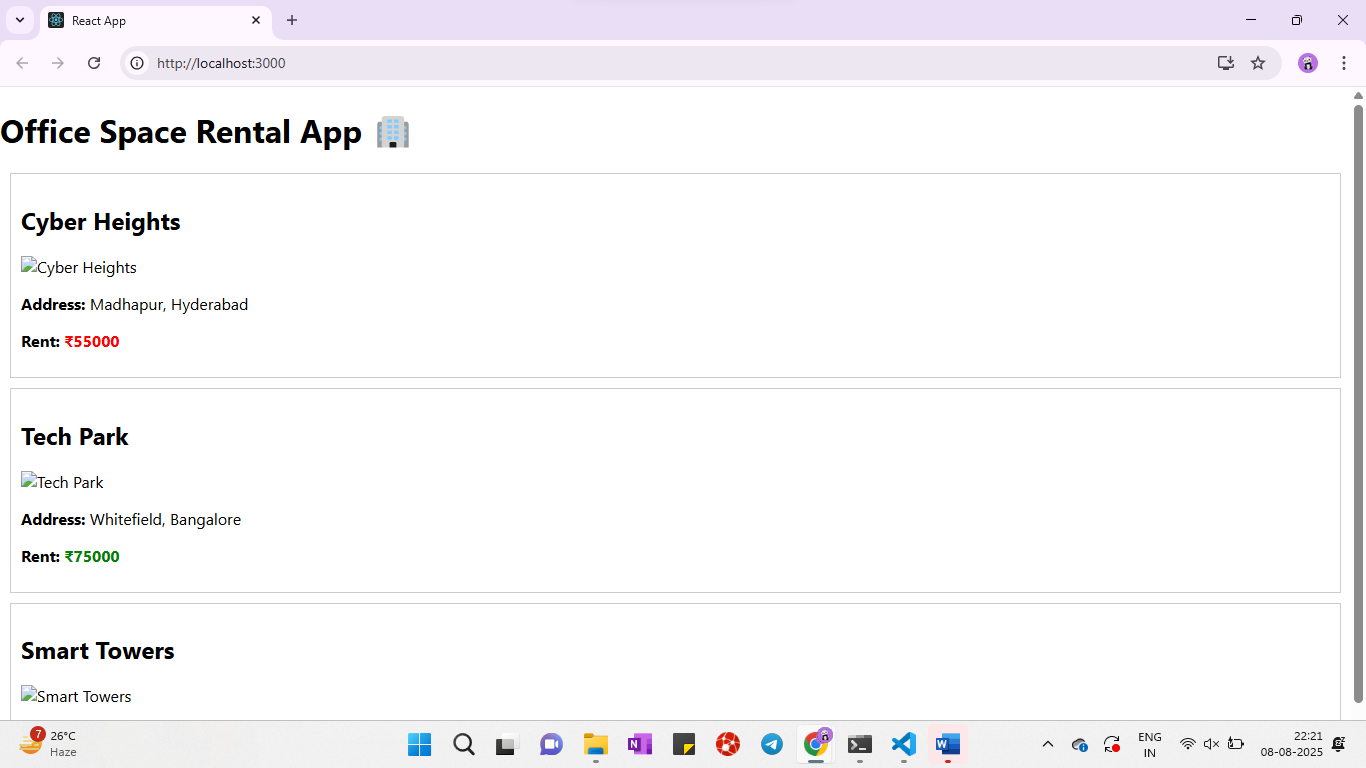 React App
http://localhost:3000
Office Space Rental App 🏢
Cyber Heights
Cyber Heights
Address: Madhapur, Hyderabad
Rent: ₹55000
Tech Park
Tech Park
Address: Whitefield, Bangalore
Rent: ₹75000
Smart Towers
Smart Towers
7
26°C
Haze
N
W
ENG
IN
22:21
08-08-2025